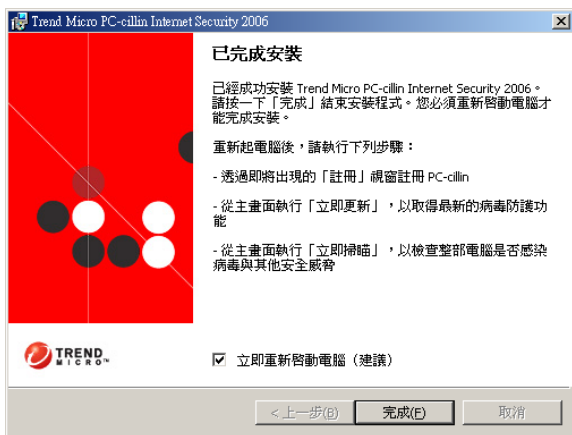 Trend Micro PC-cillin Internet Security 2006
已完成安裝
已經成功安裝 Trend Micro PC-cillin Internet Security 2006。
請按一下「完成」結束安裝程式。您必須重新啟動電腦才
能完成安裝。
重新起電腦後，請執行下列步驟：
- 透過即將出現的「註冊」視窗註冊 PC-cillin
- 從主畫面執行「立即更新」，以取得最新的病毒防護功
能
- 從主畫面執行「立即掃瞄」，以檢查整部電腦是否感染
病毒與其他安全威脅
TREND
MICRO™
立即重新啟動電腦（建議）
<上一步(B)
完成(F)
取消